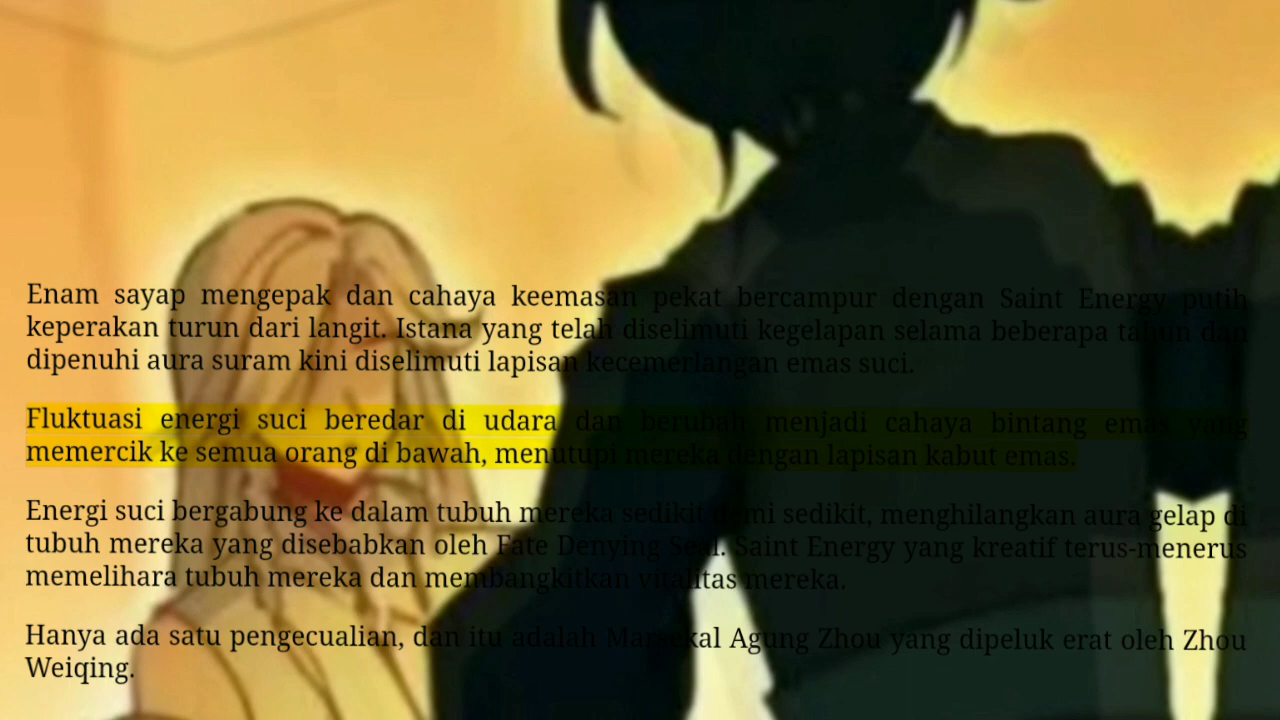 Enam sayap mengepak dan cahaya keemasan pekat bercampur dengan Saint Energy putih
keperakan turun dari langit. Istana yang telah diselimuti kegelapan selama beberapa tahun dan
dipenuhi aura suram kini diselimuti lapisan kecemerlangan emas suci.
Fluktuasi energi suci beredar di udara dan berubah menjadi cahaya bintang emas yang
memercik ke semua orang di bawah, menutupi mereka dengan lapisan kabut emas.
Energi suci bergabung ke dalam tubuh mereka sedikit demi sedikit, menghilangkan aura gelap di
tubuh mereka yang disebabkan oleh Fate Denying Seal. Saint Energy yang kreatif terus-menerus
memelihara tubuh mereka dan membangkitkan vitalitas mereka.
Hanya ada satu pengecualian, dan itu adalah Marsekal Agung Zhou yang dipeluk erat oleh Zhou
Weiqing.